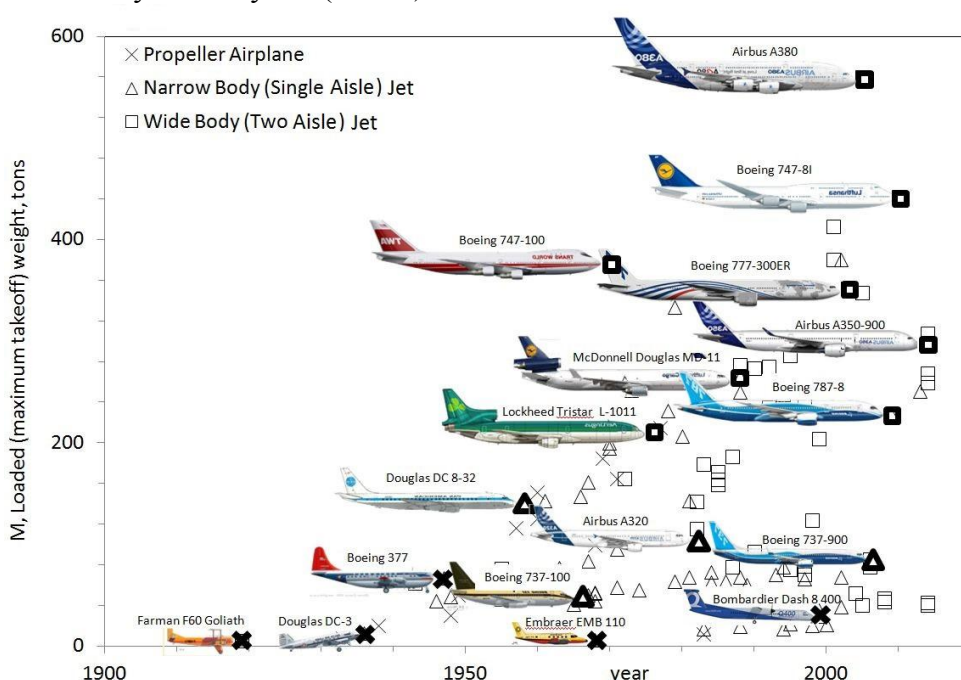 600
× Propeller Airplane
△ Narrow Body (Single Aisle) Jet
□ Wide Body (Two Aisle) Jet
Airbus A380
Boeing 747-8I
400
Boeing 747-100
Boeing 777-300ER
Airbus A350-900
McDonnell Douglas MD-11
Boeing 787-8
Lockheed Tristar L-1011
200
Douglas DC 8-32
Airbus A320
Boeing 737-900
Boeing 377
Boeing 737-100
Bombardier Dash 8 400
Farman F60 Goliath
Douglas DC-3
Embraer EMB 110
0
1900
1950
year
2000
M, Loaded (maximum takeoff) weight, tons